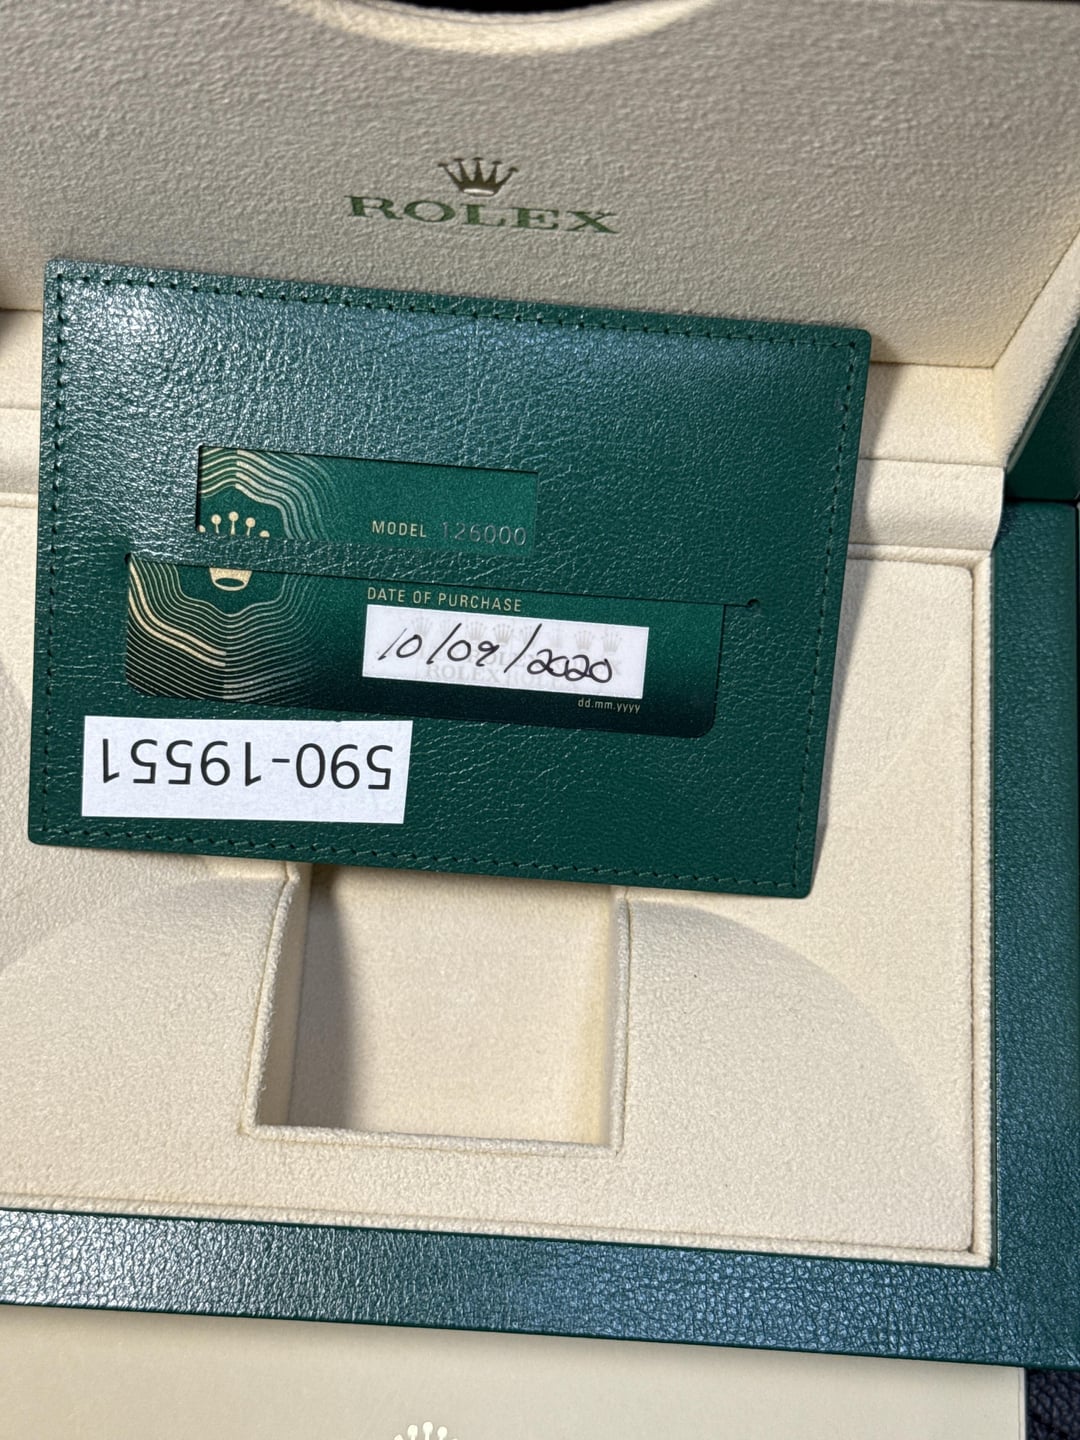 ROLEX
MODEL 126000
DATE OF PURCHASE
10/09/2020
dd.mm.yyyy
590-19551